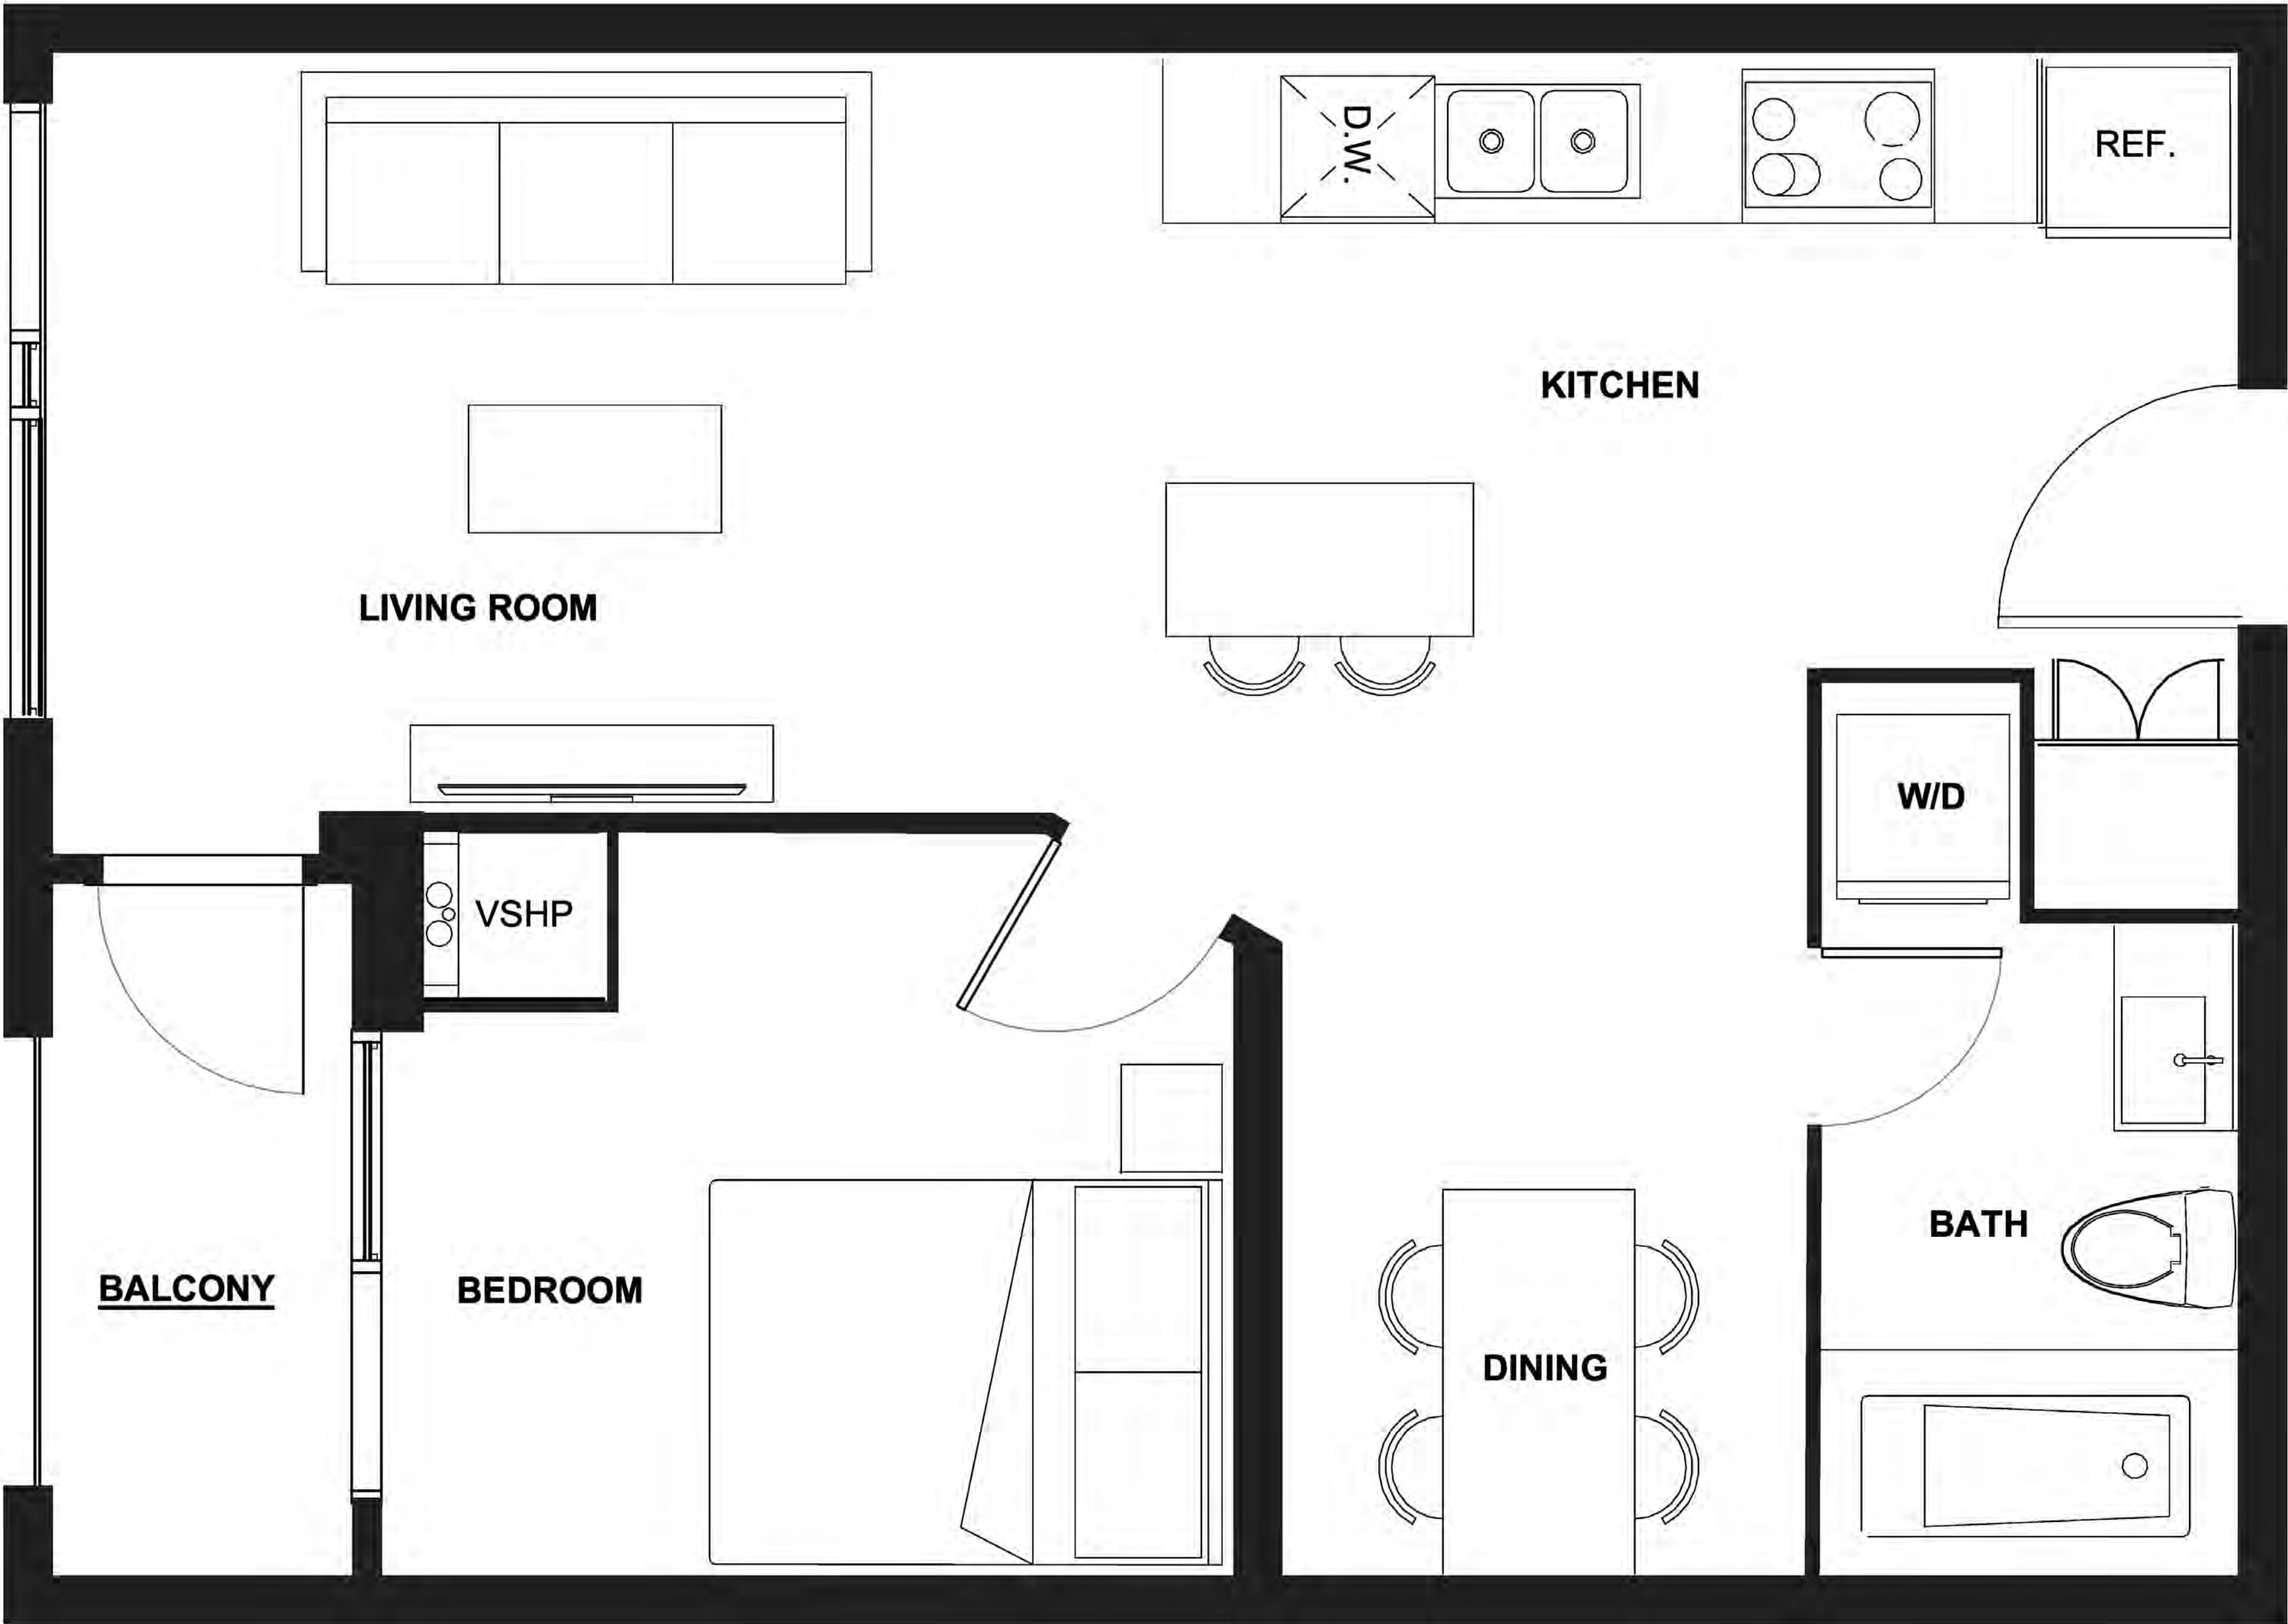 D.W.
REF.
KITCHEN
LIVING ROOM
W/D
VSHP
BATH
BALCONY
BEDROOM
DINING